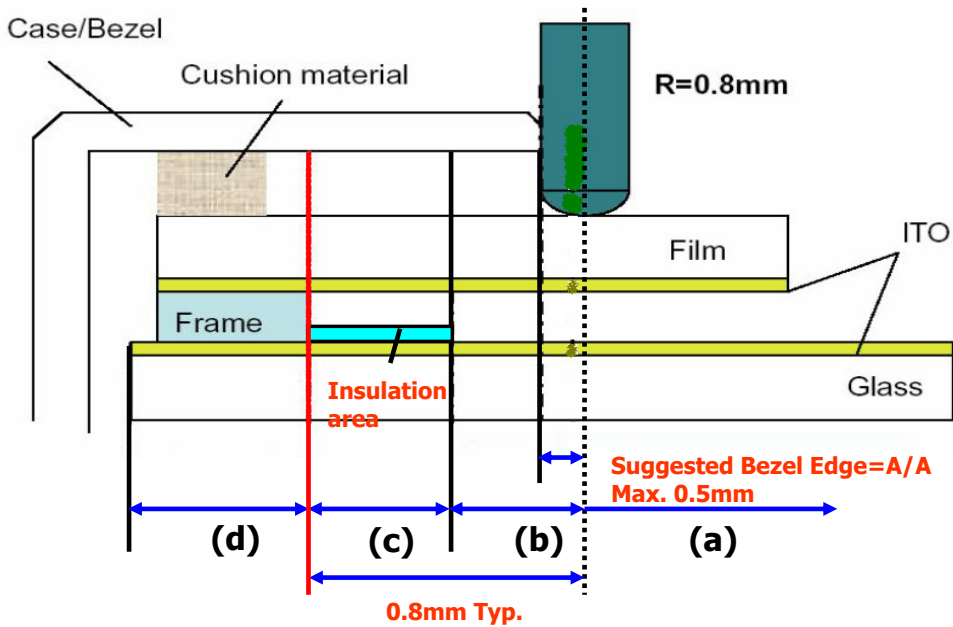 Case/Bezel
Cushion material
R=0.8mm
Film
ITO
Frame
Insulation
area
Glass
Suggested Bezel Edge=A/A
Max. 0.5mm
(d)
(c)
(b)
(a)
0.8mm Typ.